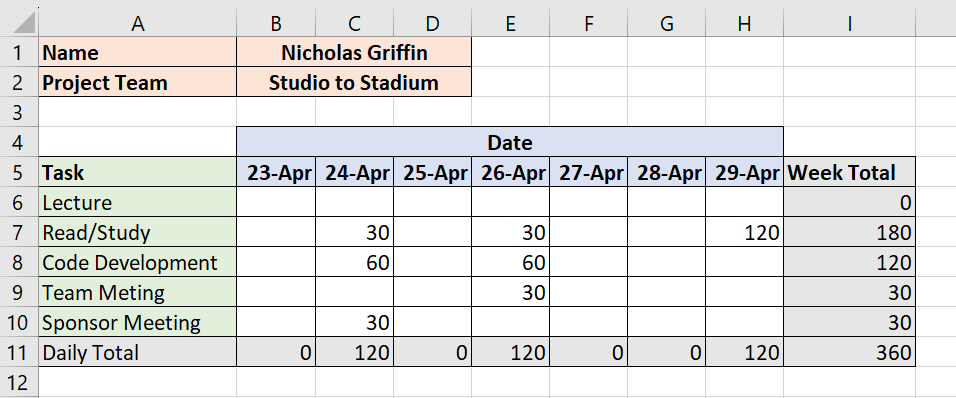 A B C D E F G H I
1 Name Nicholas Griffin
2 Project Team Studio to Stadium
3
4 Date
5 Task 23-Apr 24-Apr 25-Apr 26-Apr 27-Apr 28-Apr 29-Apr Week Total
6 Lecture 0
7 Read/Study 30 30 120 180
8 Code Development 60 60 120
9 Team Meting 30 30
10 Sponsor Meeting 30 30
11 Daily Total 0 120 0 120 0 0 120 360
12